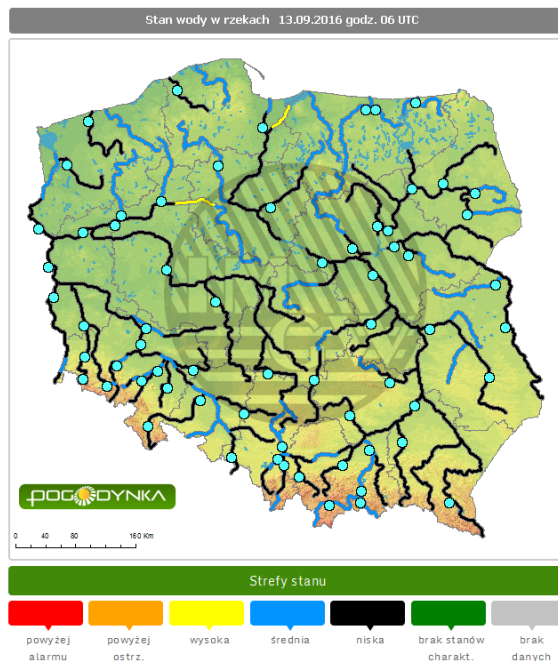 Stan wody w rzekach 13.09.2016 godz. 06 UTC
POGODYNKA
0 40 80 160 Km
Strefy stanu
powyżej alarmu
powyżej ostrz.
wysoka
średnia
niska
brak stanów charakt.
brak danych